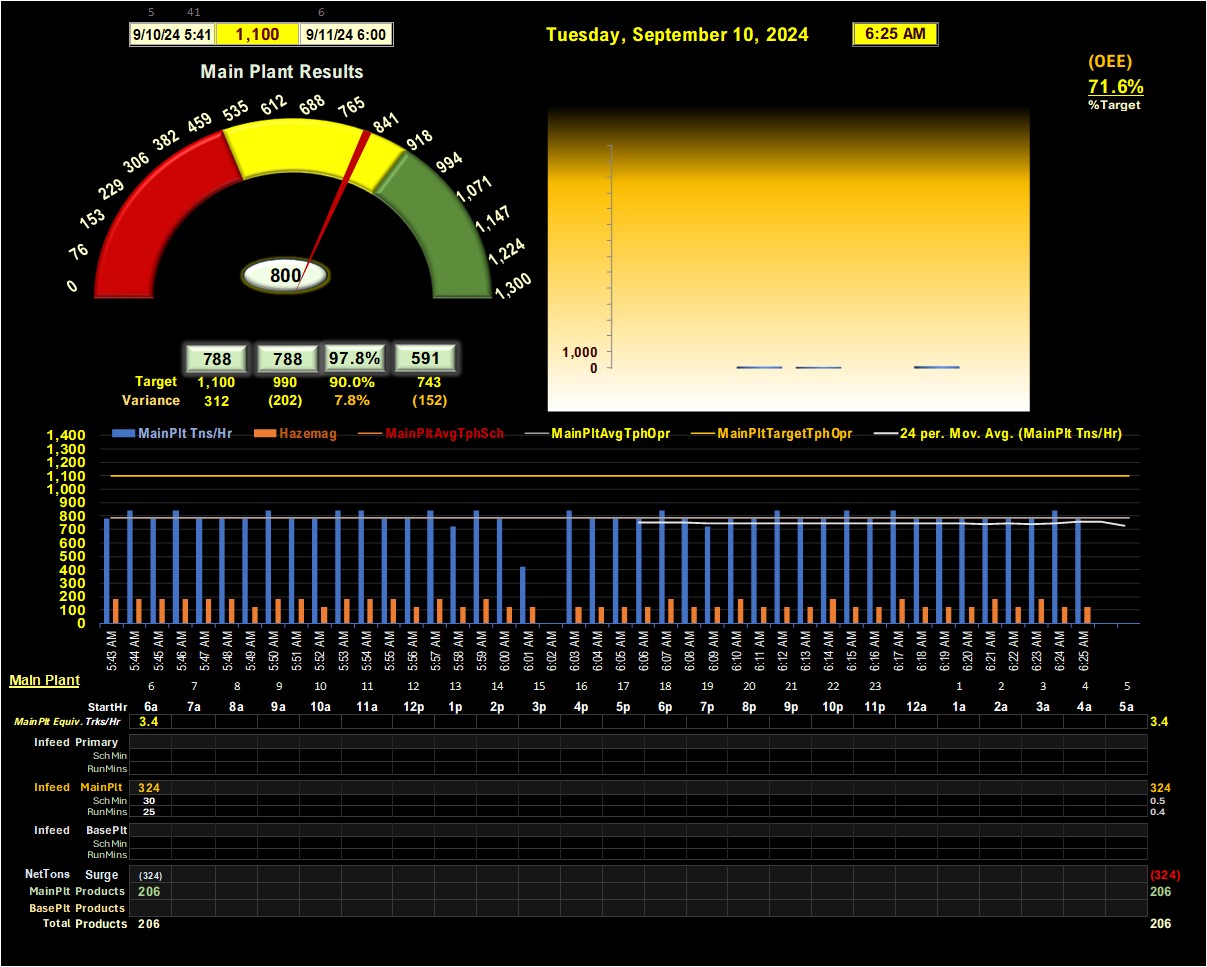 5 41 6
9/10/24 5:41 1,100 9/11/24 6:00
Tuesday, September 10, 2024 6:25 AM
(OEE)
71.6%
%Target
Main Plant Results
0 76 153 229 306 382 459 535 612 688 765 841 918 994 1,071 1,147 1,224 1,300
800
1,000
0
788 788 97.8% 591
Target 1,100 990 90.0% 743
Variance 312 (202) 7.8% (152)
MainPlt Tns/Hr Hazemag MainPltAvgTphSch MainPltAvgTphOpr MainPltTargetTphOpr 24 per. Mov. Avg. (MainPlt Tns/Hr)
1,400
1,300
1,200
1,100
1,000
900
800
700
600
500
400
300
200
100
0
5:43 AM 5:44 AM 5:45 AM 5:46 AM 5:47 AM 5:48 AM 5:49 AM 5:50 AM 5:51 AM 5:52 AM 5:53 AM 5:54 AM 5:55 AM 5:56 AM 5:57 AM 5:58 AM 5:59 AM 6:00 AM 6:01 AM 6:02 AM 6:03 AM 6:04 AM 6:05 AM 6:06 AM 6:07 AM 6:08 AM 6:09 AM 6:10 AM 6:11 AM 6:12 AM 6:13 AM 6:14 AM 6:15 AM 6:16 AM 6:17 AM 6:18 AM 6:19 AM 6:20 AM 6:21 AM 6:22 AM 6:23 AM 6:24 AM 6:25 AM
Main Plant
6 7 8 9 10 11 12 13 14 15 16 17 18 19 20 21 22 23 1 2 3 4 5
StartHr 6a 7a 8a 9a 10a 11a 12p 1p 2p 3p 4p 5p 6p 7p 8p 9p 10p 11p 12a 1a 2a 3a 4a 5a
MainPlt Equiv. Trks/Hr 3.4 3.4
Infeed Primary
Sch Min
RunMins
Infeed MainPlt 324 324
Sch Min 30 0.5
RunMins 25 0.4
Infeed BasePlt
Sch Min
RunMins
NetTons Surge (324) (324)
MainPlt Products 206 206
BasePlt Products
Total Products 206 206